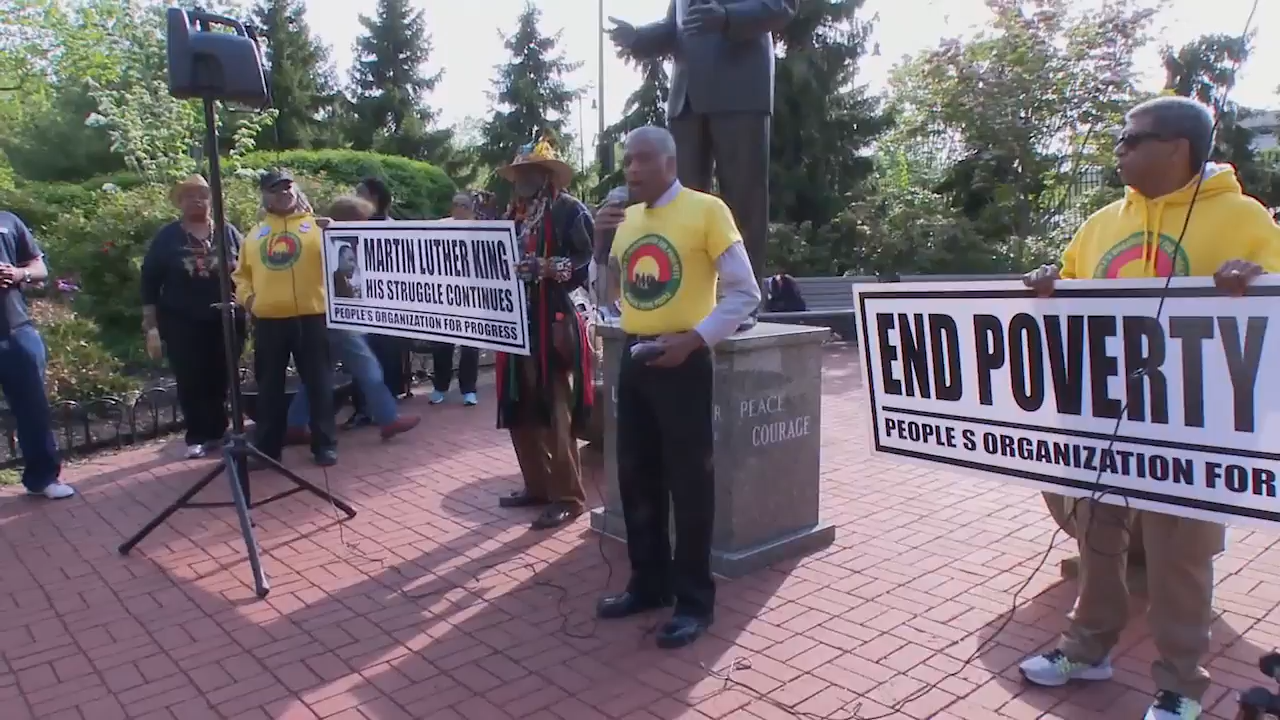 MARTIN LUTHER KING
HIS STRUGGLE CONTINUES
PEOPLE'S ORGANIZATION FOR PROGRESS
PEACE
COURAGE
END POVERTY
PEOPLE S ORGANIZATION FOR